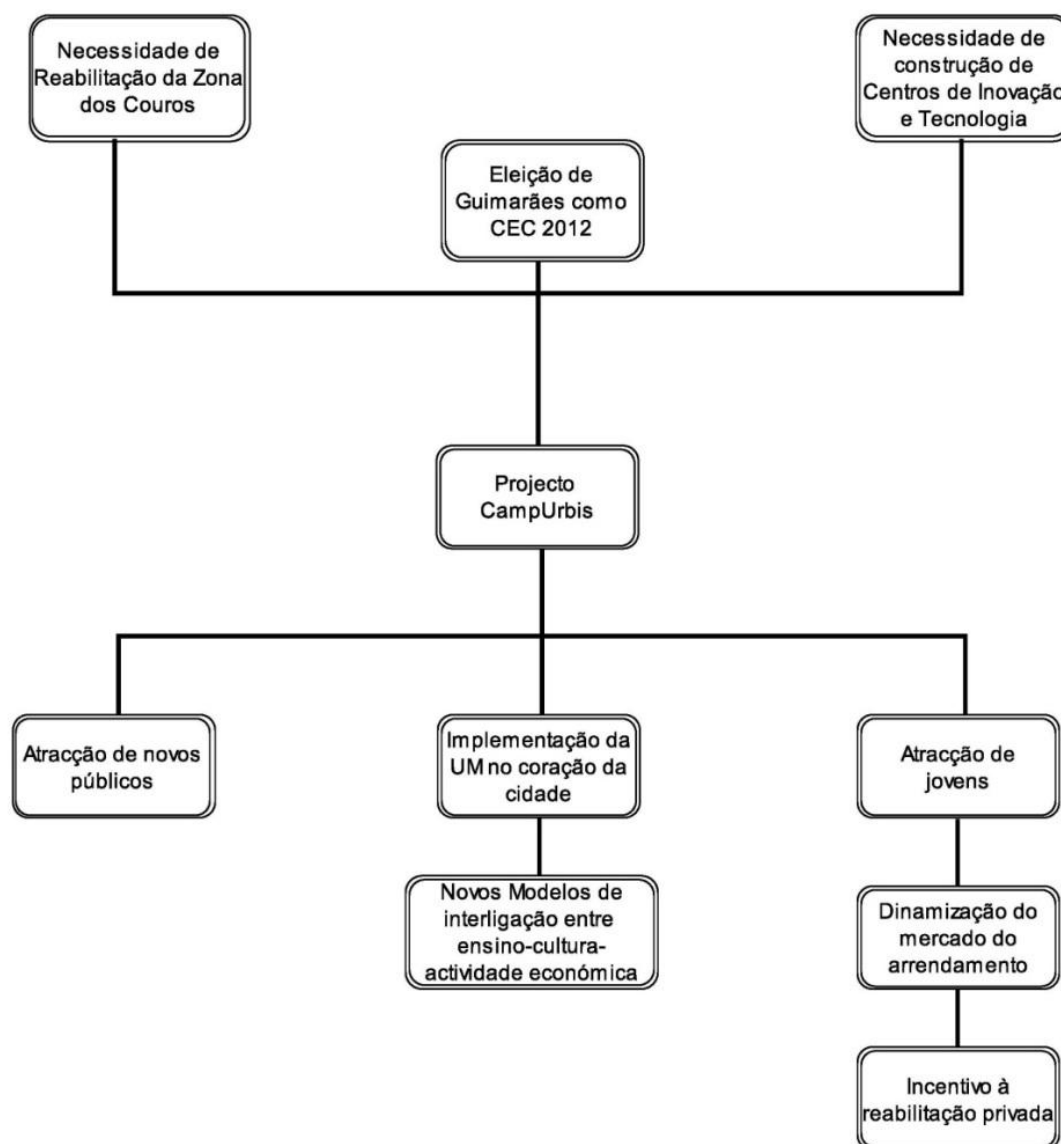 Necessidade de
Reabilitação da Zona
dos Couros
Necessidade de
construção de
Centros de Inovação
e Tecnologia
Eleição de
Guimarães como
CEC 2012
Projecto
CampUrbis
Atracção de novos
públicos
Implementação da
UM no coração da
cidade
Atracção de
jovens
Novos Modelos de
interligação entre
ensino-cultura-
actividade económica
Dinamização do
mercado do
arrendamento
Incentivo à
reabilitação privada